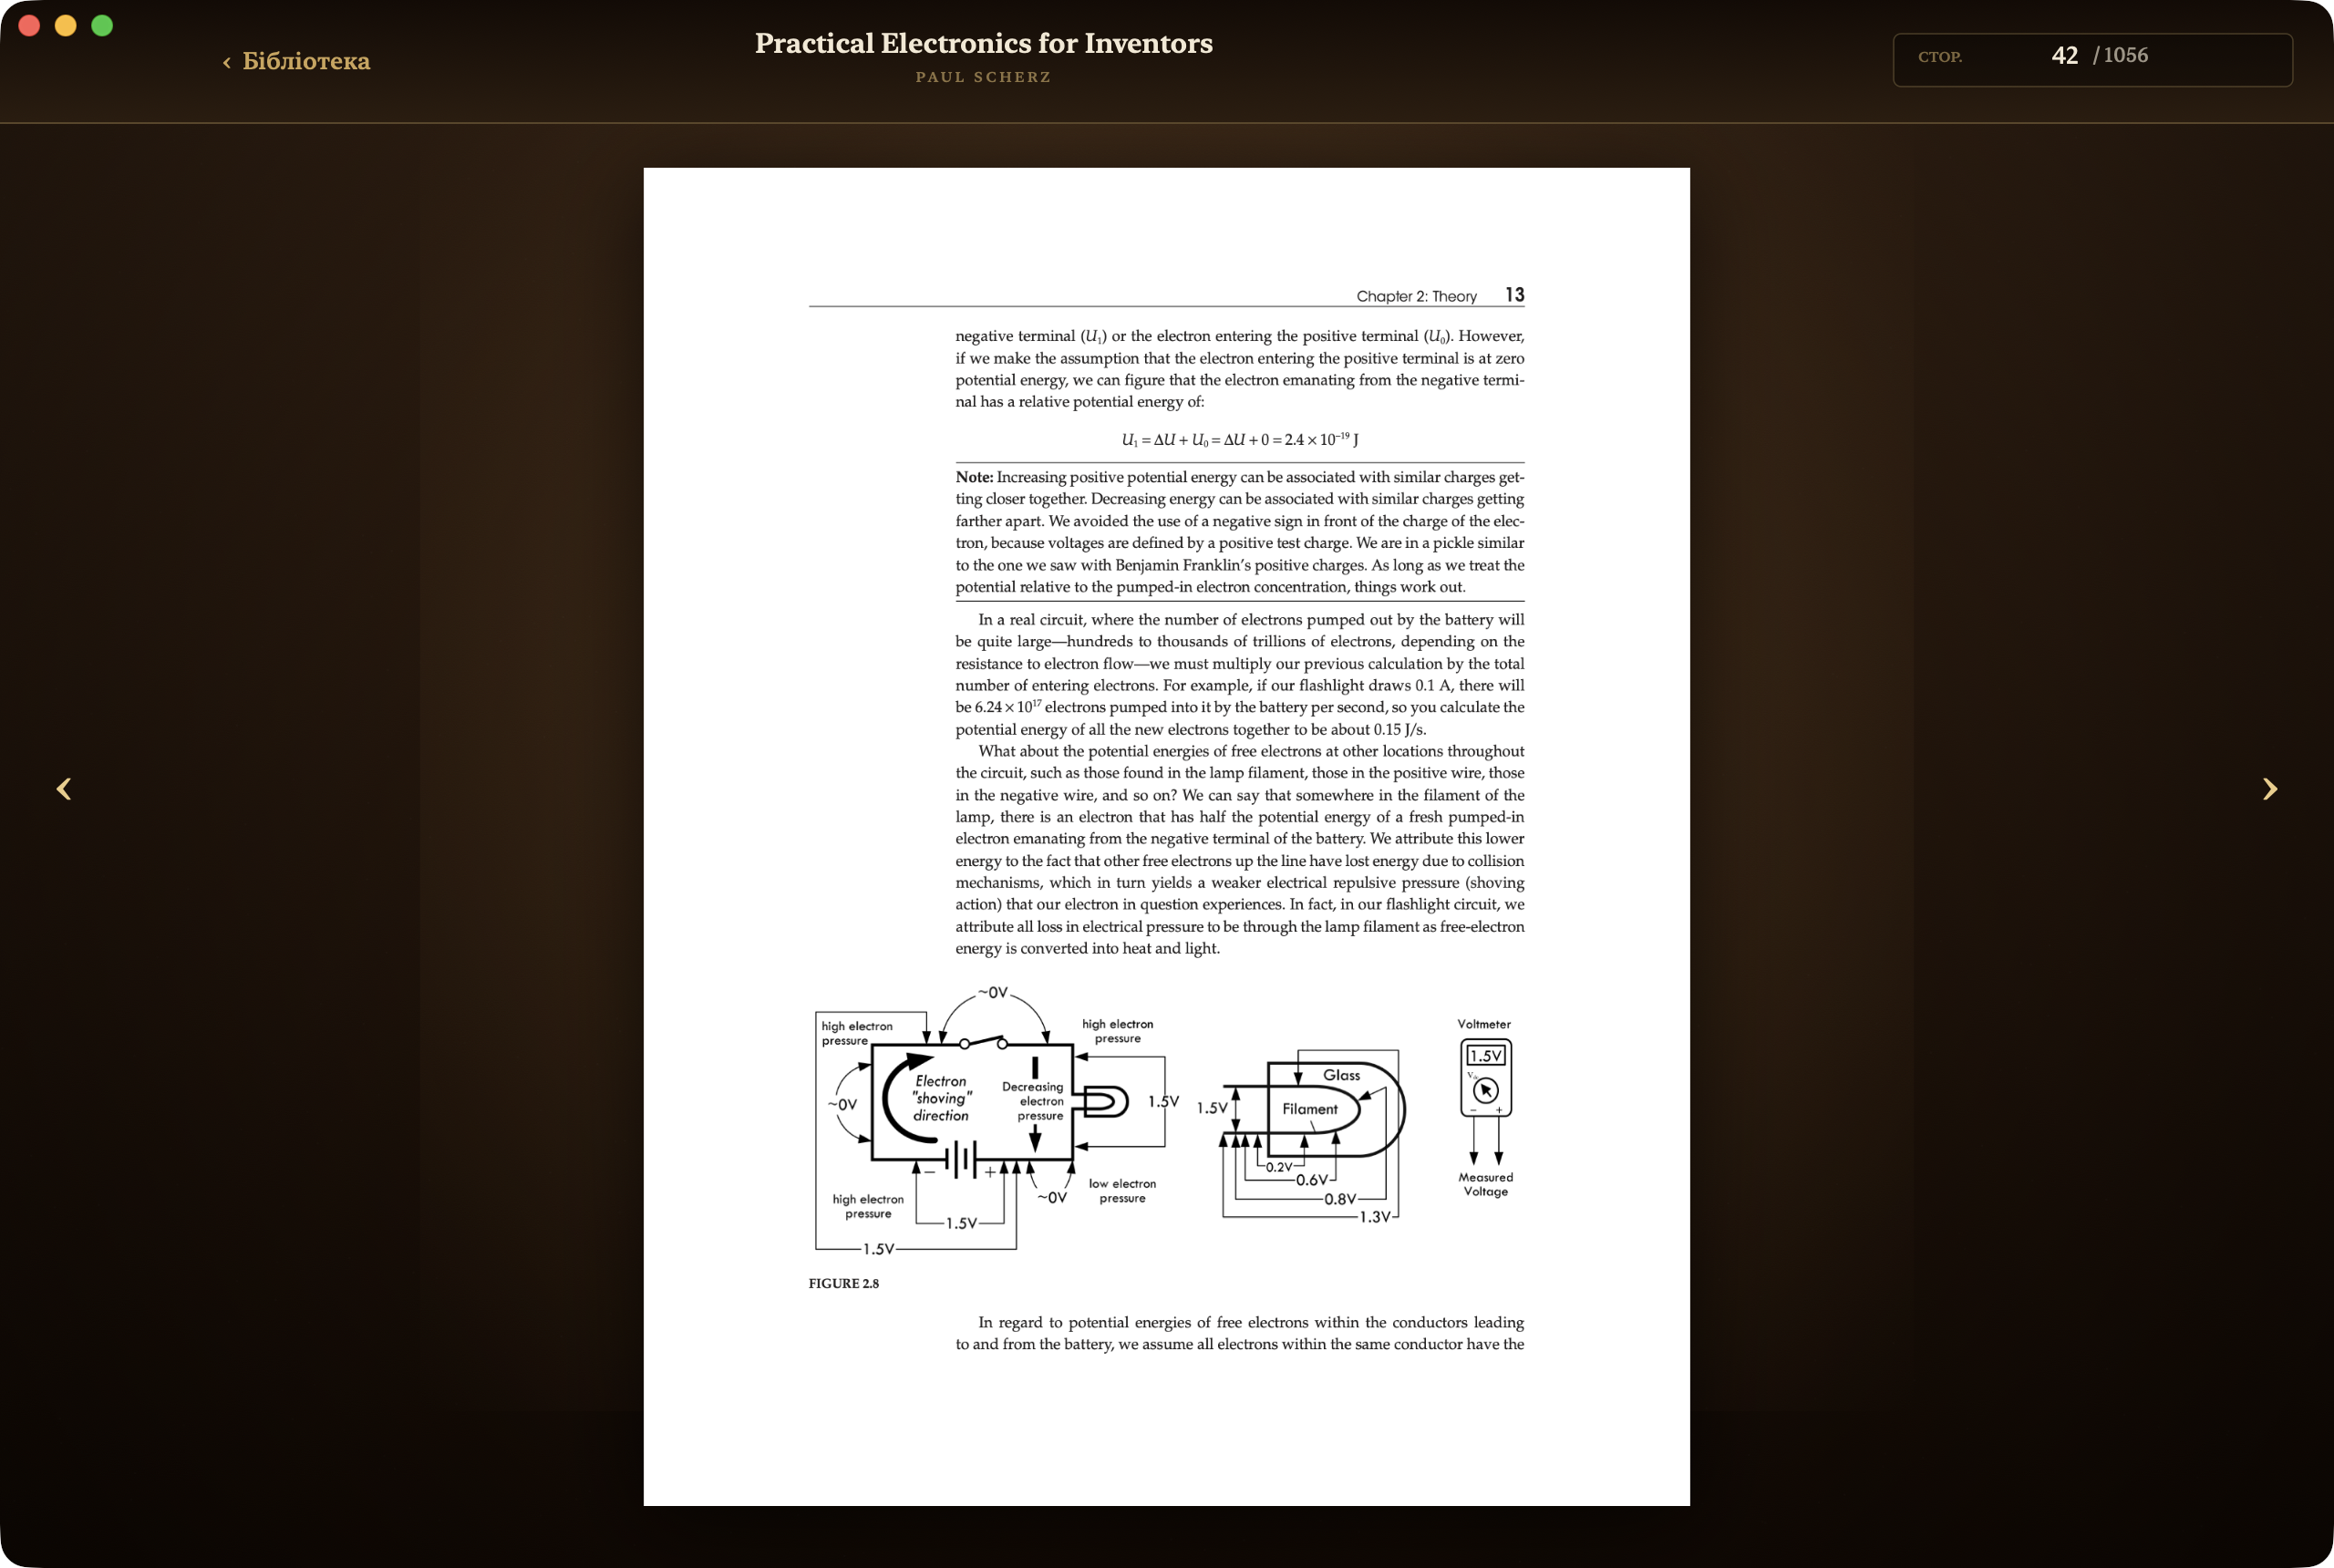 ‹ Бібліотека
Practical Electronics for Inventors
PAUL SCHERZ
СТОР. 42 / 1056
Chapter 2: Theory 13
negative terminal (U₁) or the electron entering the positive terminal (U₀). However,
if we make the assumption that the electron entering the positive terminal is at zero
potential energy, we can figure that the electron emanating from the negative termi-
nal has a relative potential energy of:
U₁ = ΔU + U₀ = ΔU + 0 = 2.4 × 10⁻¹⁹ J
Note: Increasing positive potential energy can be associated with similar charges get-
ting closer together. Decreasing energy can be associated with similar charges getting
farther apart. We avoided the use of a negative sign in front of the charge of the elec-
tron, because voltages are defined by a positive test charge. We are in a pickle similar
to the one we saw with Benjamin Franklin's positive charges. As long as we treat the
potential relative to the pumped-in electron concentration, things work out.
In a real circuit, where the number of electrons pumped out by the battery will
be quite large—hundreds to thousands of trillions of electrons, depending on the
resistance to electron flow—we must multiply our previous calculation by the total
number of entering electrons. For example, if our flashlight draws 0.1 A, there will
be 6.24 × 10¹⁷ electrons pumped into it by the battery per second, so you calculate the
potential energy of all the new electrons together to be about 0.15 J/s.
What about the potential energies of free electrons at other locations throughout
the circuit, such as those found in the lamp filament, those in the positive wire, those
in the negative wire, and so on? We can say that somewhere in the filament of the
lamp, there is an electron that has half the potential energy of a fresh pumped-in
electron emanating from the negative terminal of the battery. We attribute this lower
energy to the fact that other free electrons up the line have lost energy due to collision
mechanisms, which in turn yields a weaker electrical repulsive pressure (shoving
action) that our electron in question experiences. In fact, in our flashlight circuit, we
attribute all loss in electrical pressure to be through the lamp filament as free-electron
energy is converted into heat and light.
~0V
high electron
pressure
high electron
pressure
~0V
Electron
"shoving"
direction
Decreasing
electron
pressure
1.5V
− +
high electron
pressure
~0V
low electron
pressure
1.5V
1.5V
Glass
1.5V
Filament
0.2V
0.6V
0.8V
1.3V
Voltmeter
1.5V
V
− +
Measured
Voltage
FIGURE 2.8
In regard to potential energies of free electrons within the conductors leading
to and from the battery, we assume all electrons within the same conductor have the